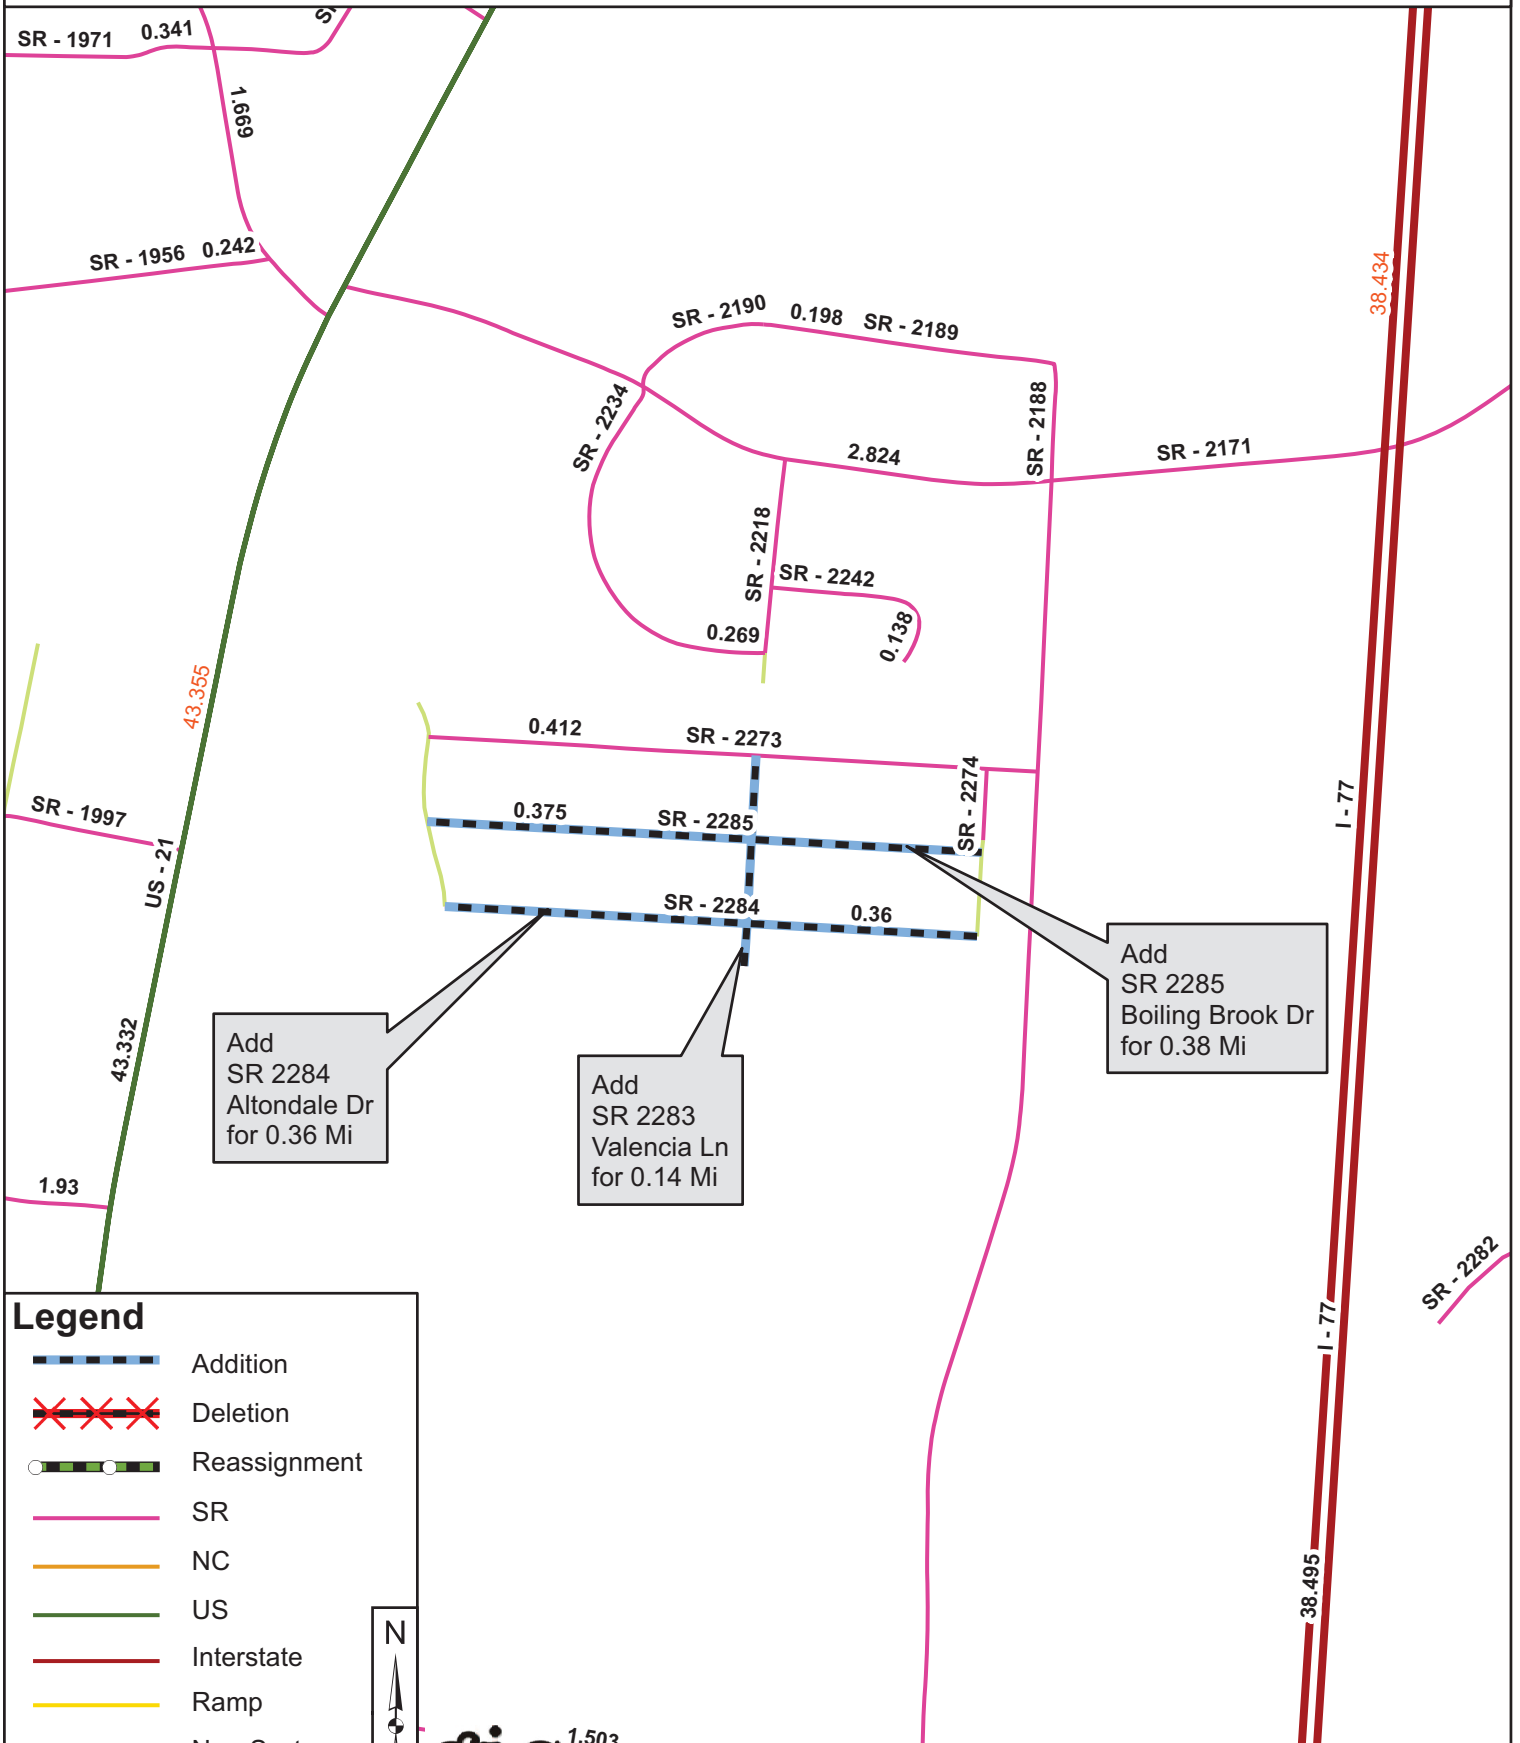 SR - 1971 0.341
1.669
SR - 1956 0.242
SR - 2190 0.198 SR - 2189
38.434
SR - 2234
SR - 2188
2.824
SR - 2171
SR - 2218
SR - 2242
0.269
0.138
43.355
0.412
SR - 2273
SR - 2274
SR - 1997
0.375
SR - 2285
I - 77
US - 21
SR - 2284
0.36
Add
SR 2285
Boiling Brook Dr
for 0.38 Mi
43.332
Add
SR 2284
Altondale Dr
for 0.36 Mi
Add
SR 2283
Valencia Ln
for 0.14 Mi
1.93
SR - 2282
I - 77
Legend
Addition
Deletion
Reassignment
SR
NC
US
38.495
Interstate
N
Ramp
1.503